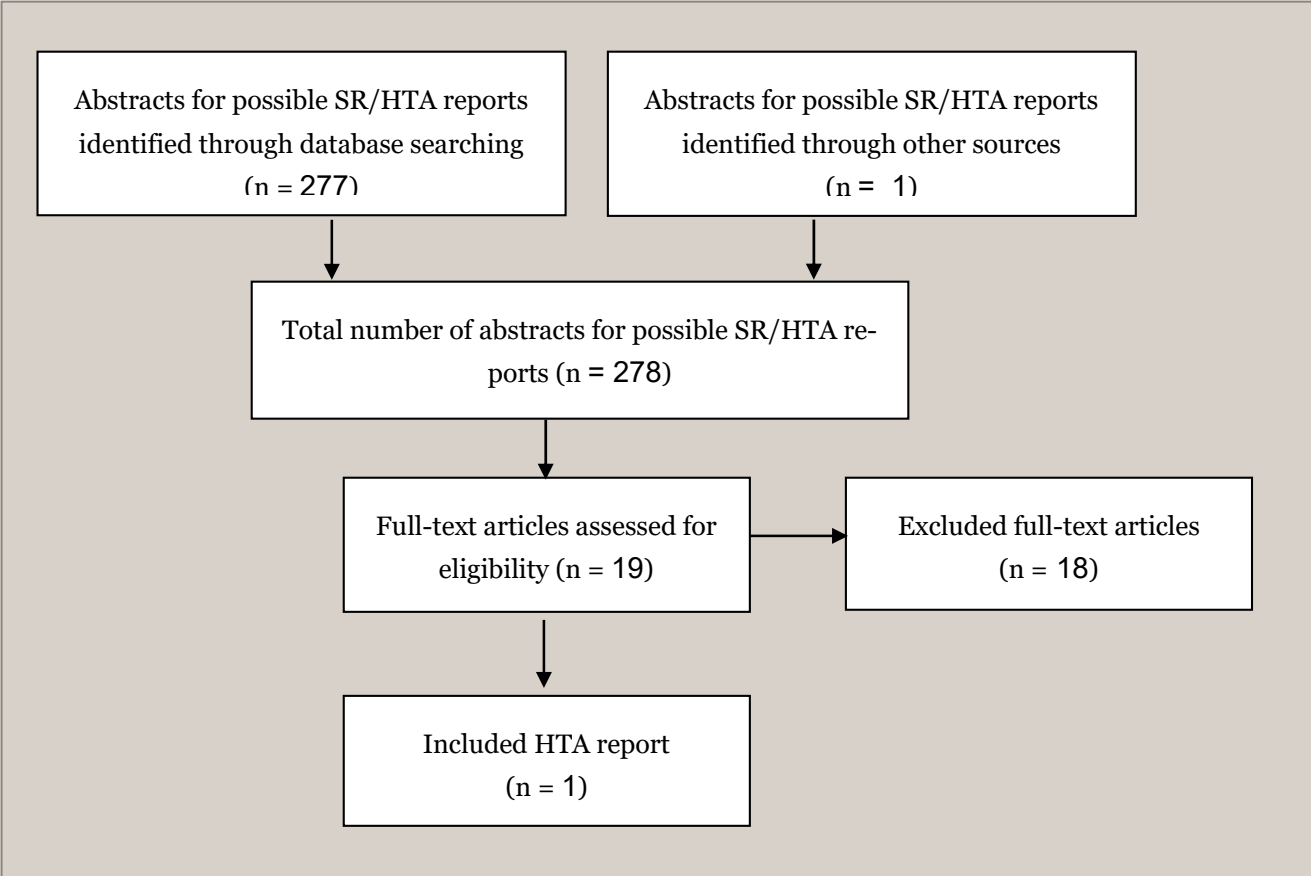 Abstracts for possible SR/HTA reports
identified through database searching
(n = 277)
Abstracts for possible SR/HTA reports
identified through other sources
(n = 1)
Total number of abstracts for possible SR/HTA re-
ports (n = 278)
Full-text articles assessed for
eligibility (n = 19)
Excluded full-text articles
(n = 18)
Included HTA report
(n = 1)